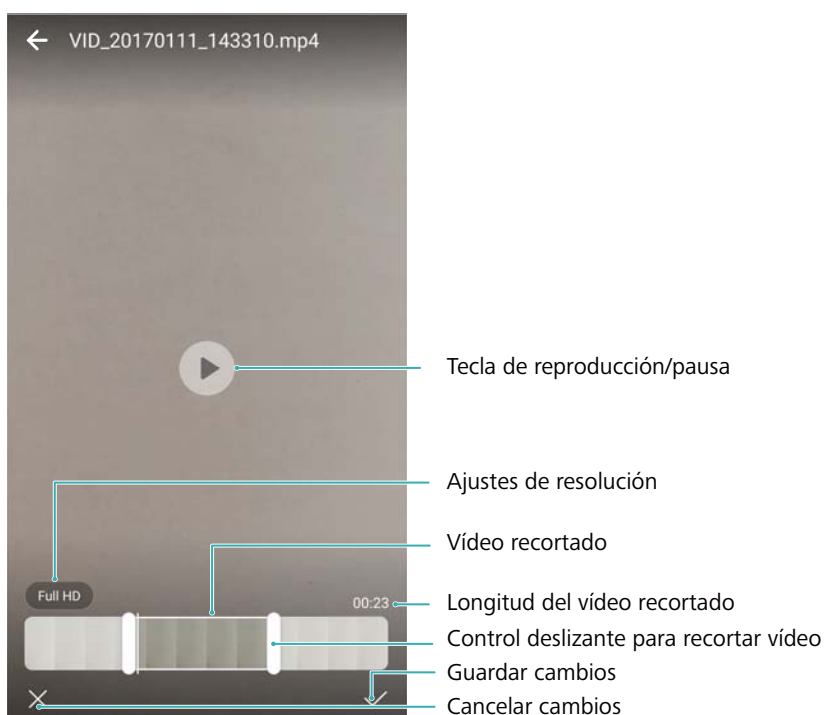 VID_20170111_143310.mp4
Tecla de reproducción/pausa
Ajustes de resolución
Vídeo recortado
Full HD
00:23
Longitud del vídeo recortado
Control deslizante para recortar vídeo
Guardar cambios
Cancelar cambios